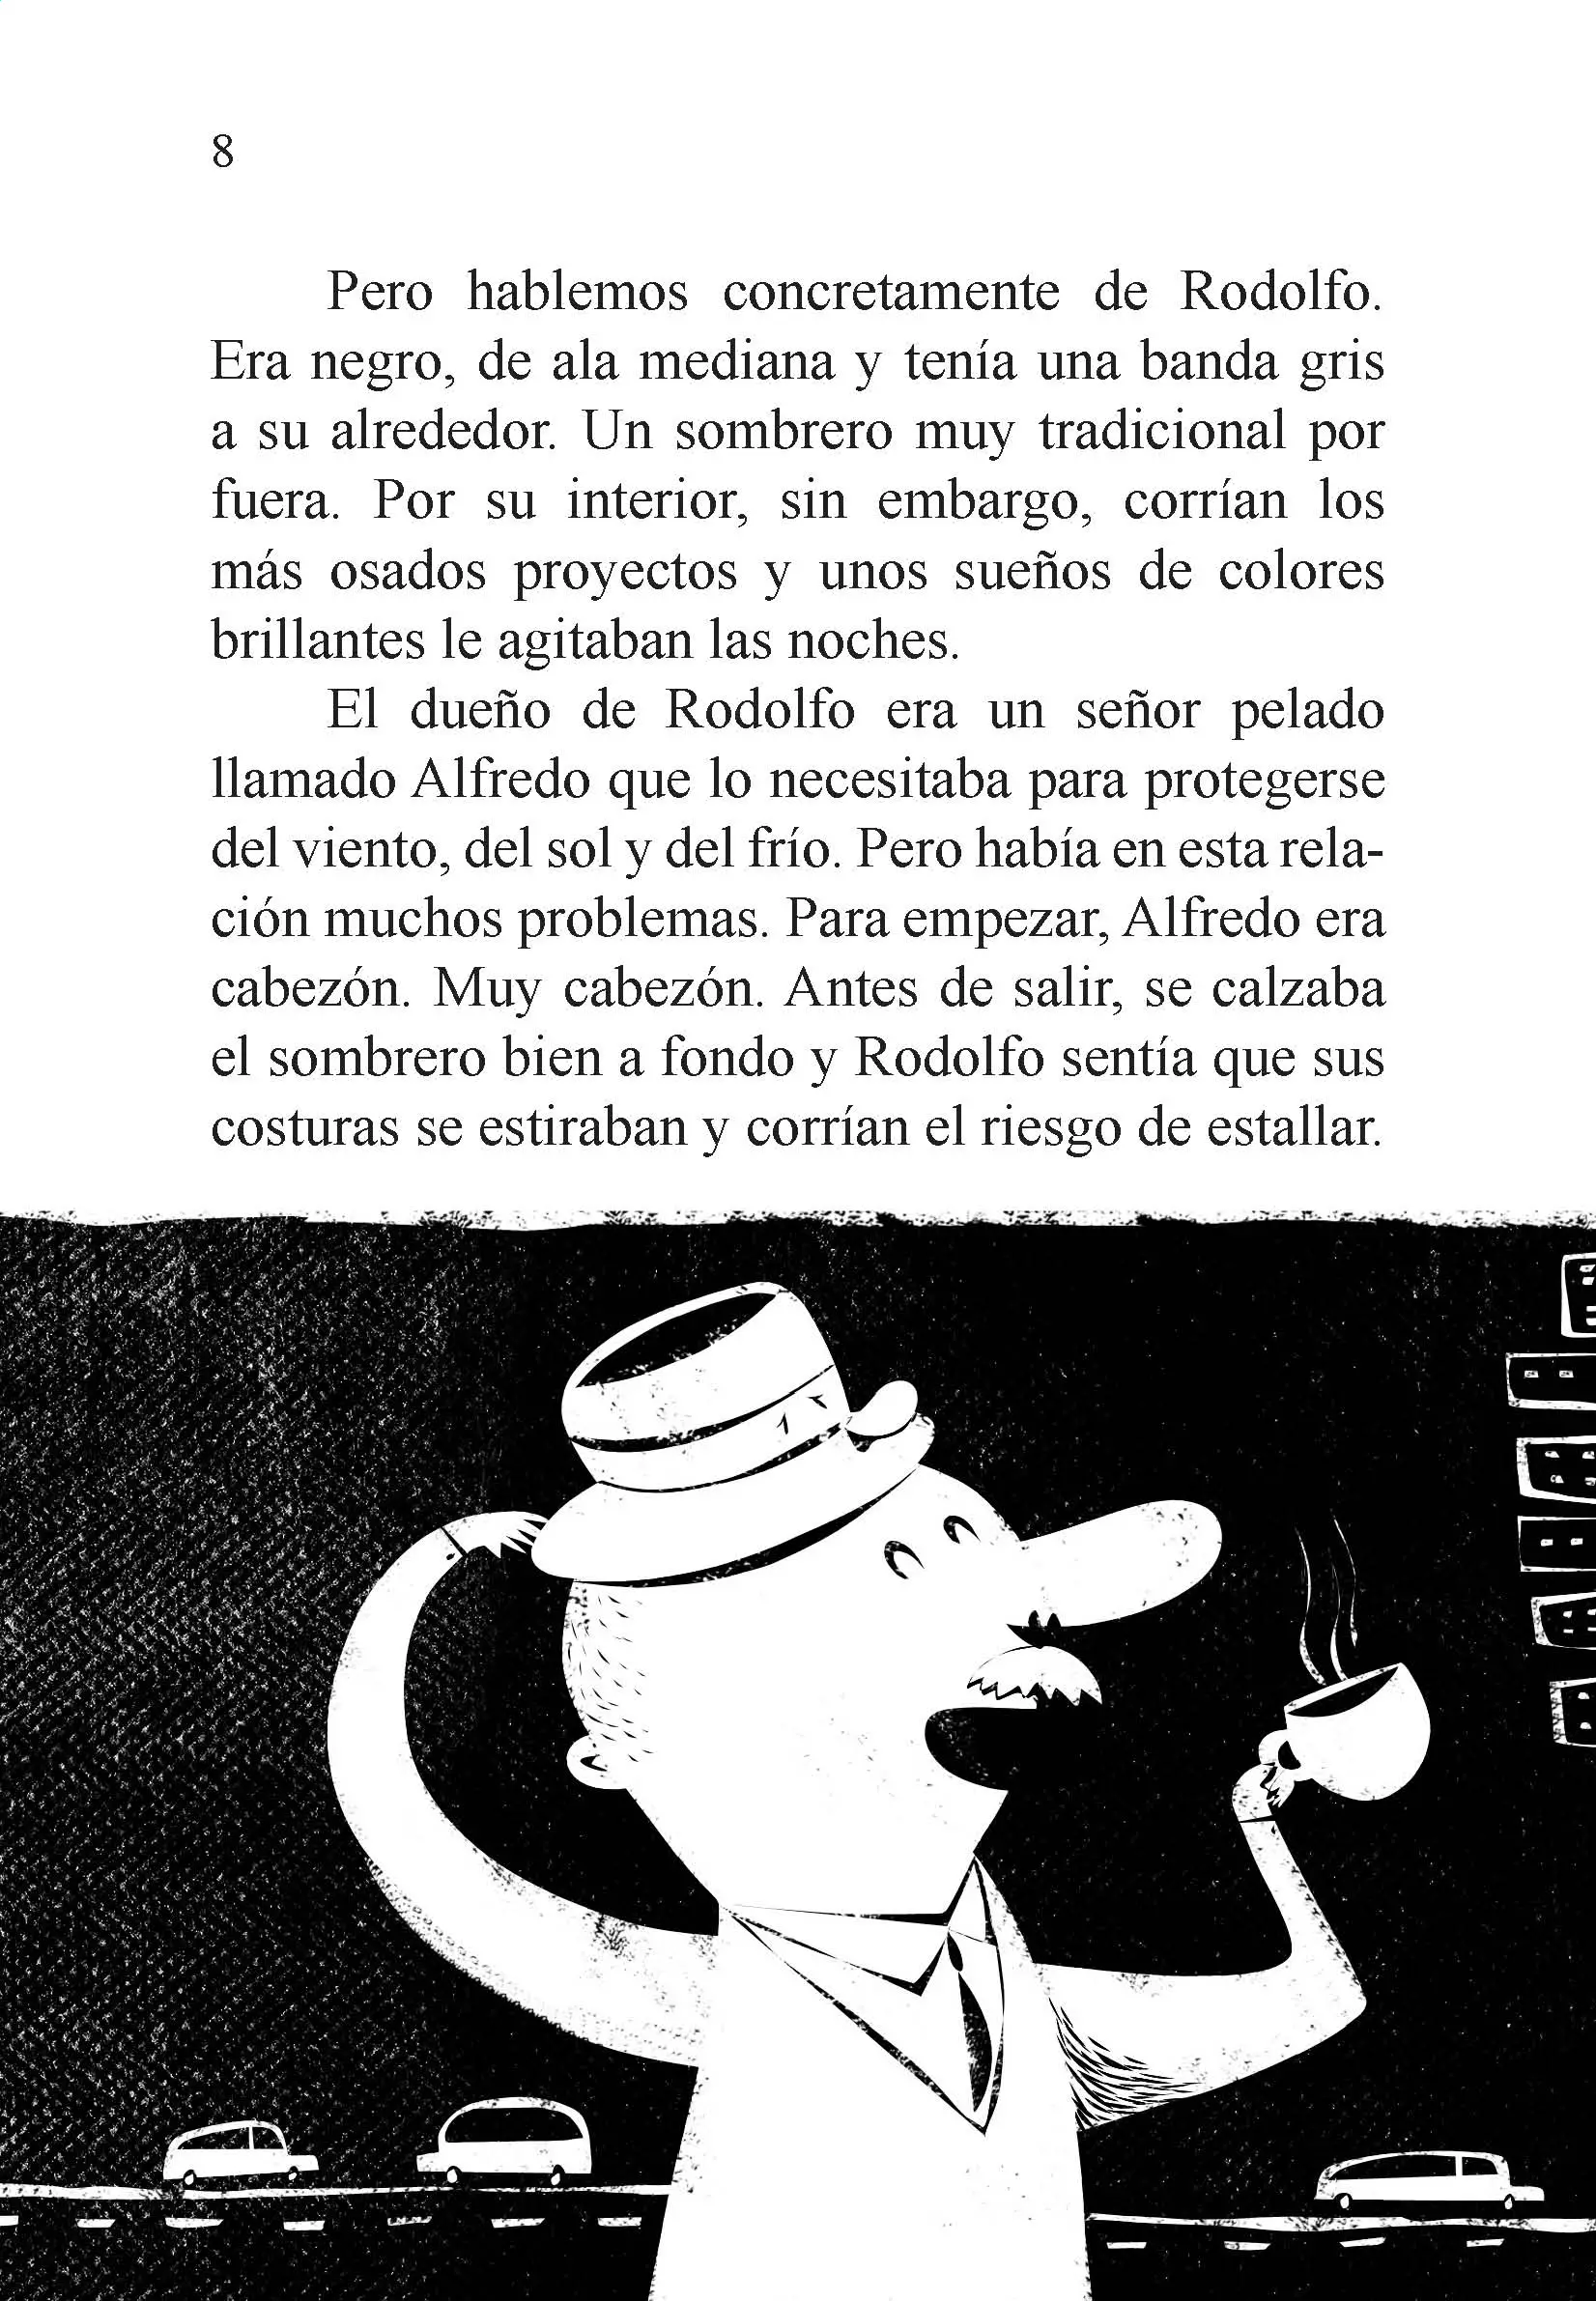 8
Pero hablemos concretamente de Rodolfo.
Era negro, de ala mediana y tenía una banda gris
a su alrededor. Un sombrero muy tradicional por
fuera. Por su interior, sin embargo, corrían los
más osados proyectos y unos sueños de colores
brillantes le agitaban las noches.
El dueño de Rodolfo era un señor pelado
llamado Alfredo que lo necesitaba para protegerse
del viento, del sol y del frío. Pero había en esta rela-
ción muchos problemas. Para empezar, Alfredo era
cabezón. Muy cabezón. Antes de salir, se calzaba
el sombrero bien a fondo y Rodolfo sentía que sus
costuras se estiraban y corrían el riesgo de estallar.